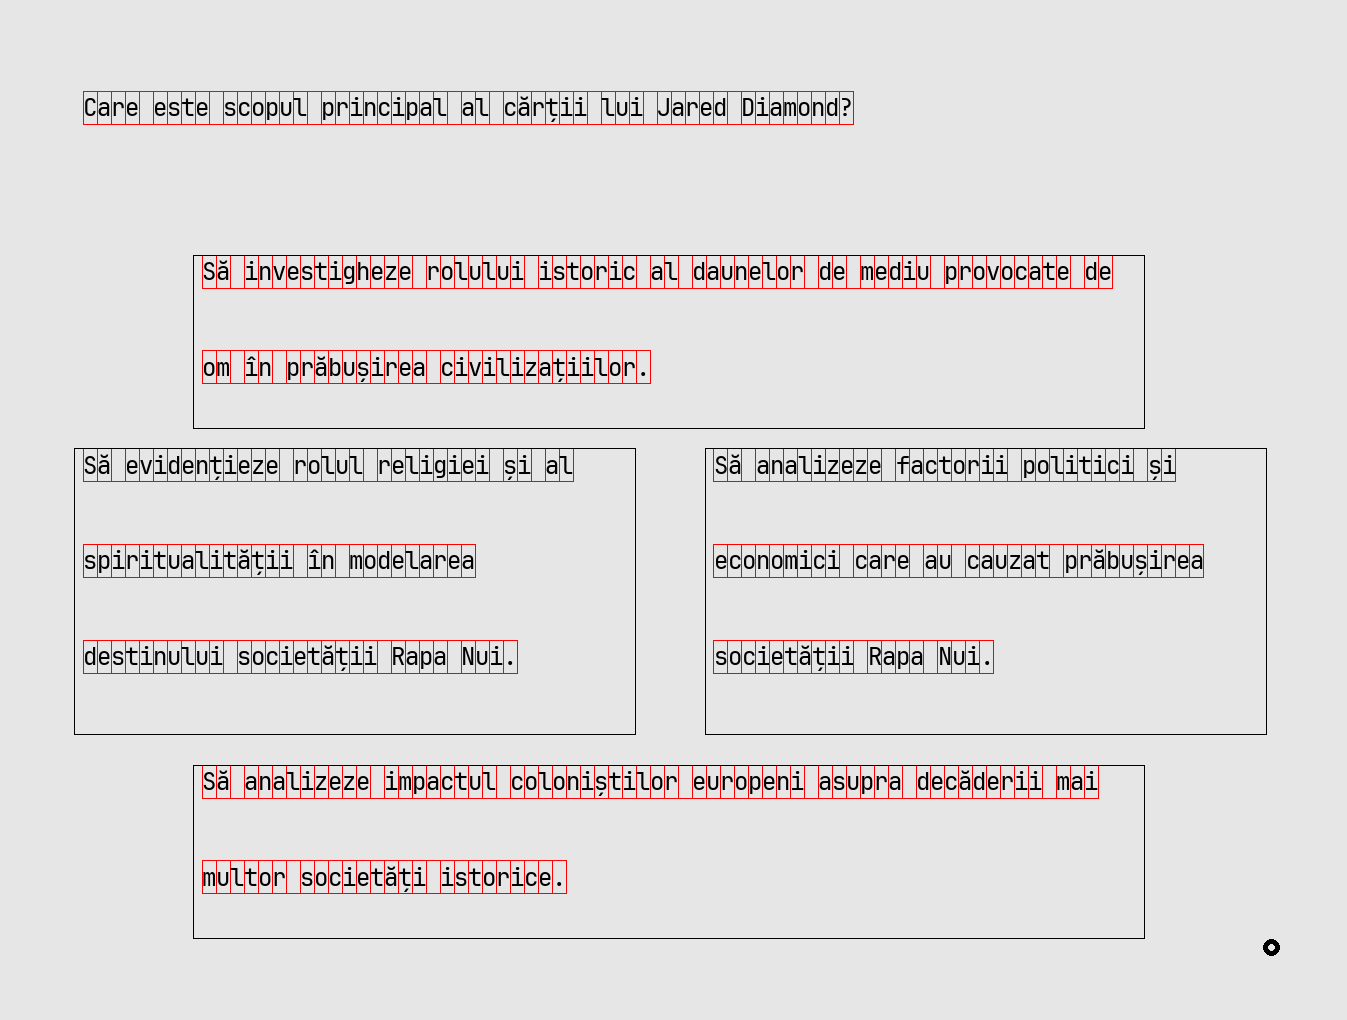 Care este scopul principal al cărții lui Jared Diamond?
Să investigheze rolului istoric al daunelor de mediu provocate de
om în prăbușirea civilizațiilor.
Să evidențieze rolul religiei și al
spiritualității în modelarea
destinului societății Rapa Nui.
Să analizeze factorii politici și
economici care au cauzat prăbușirea
societății Rapa Nui.
Să analizeze impactul coloniștilor europeni asupra decăderii mai
multor societăți istorice.